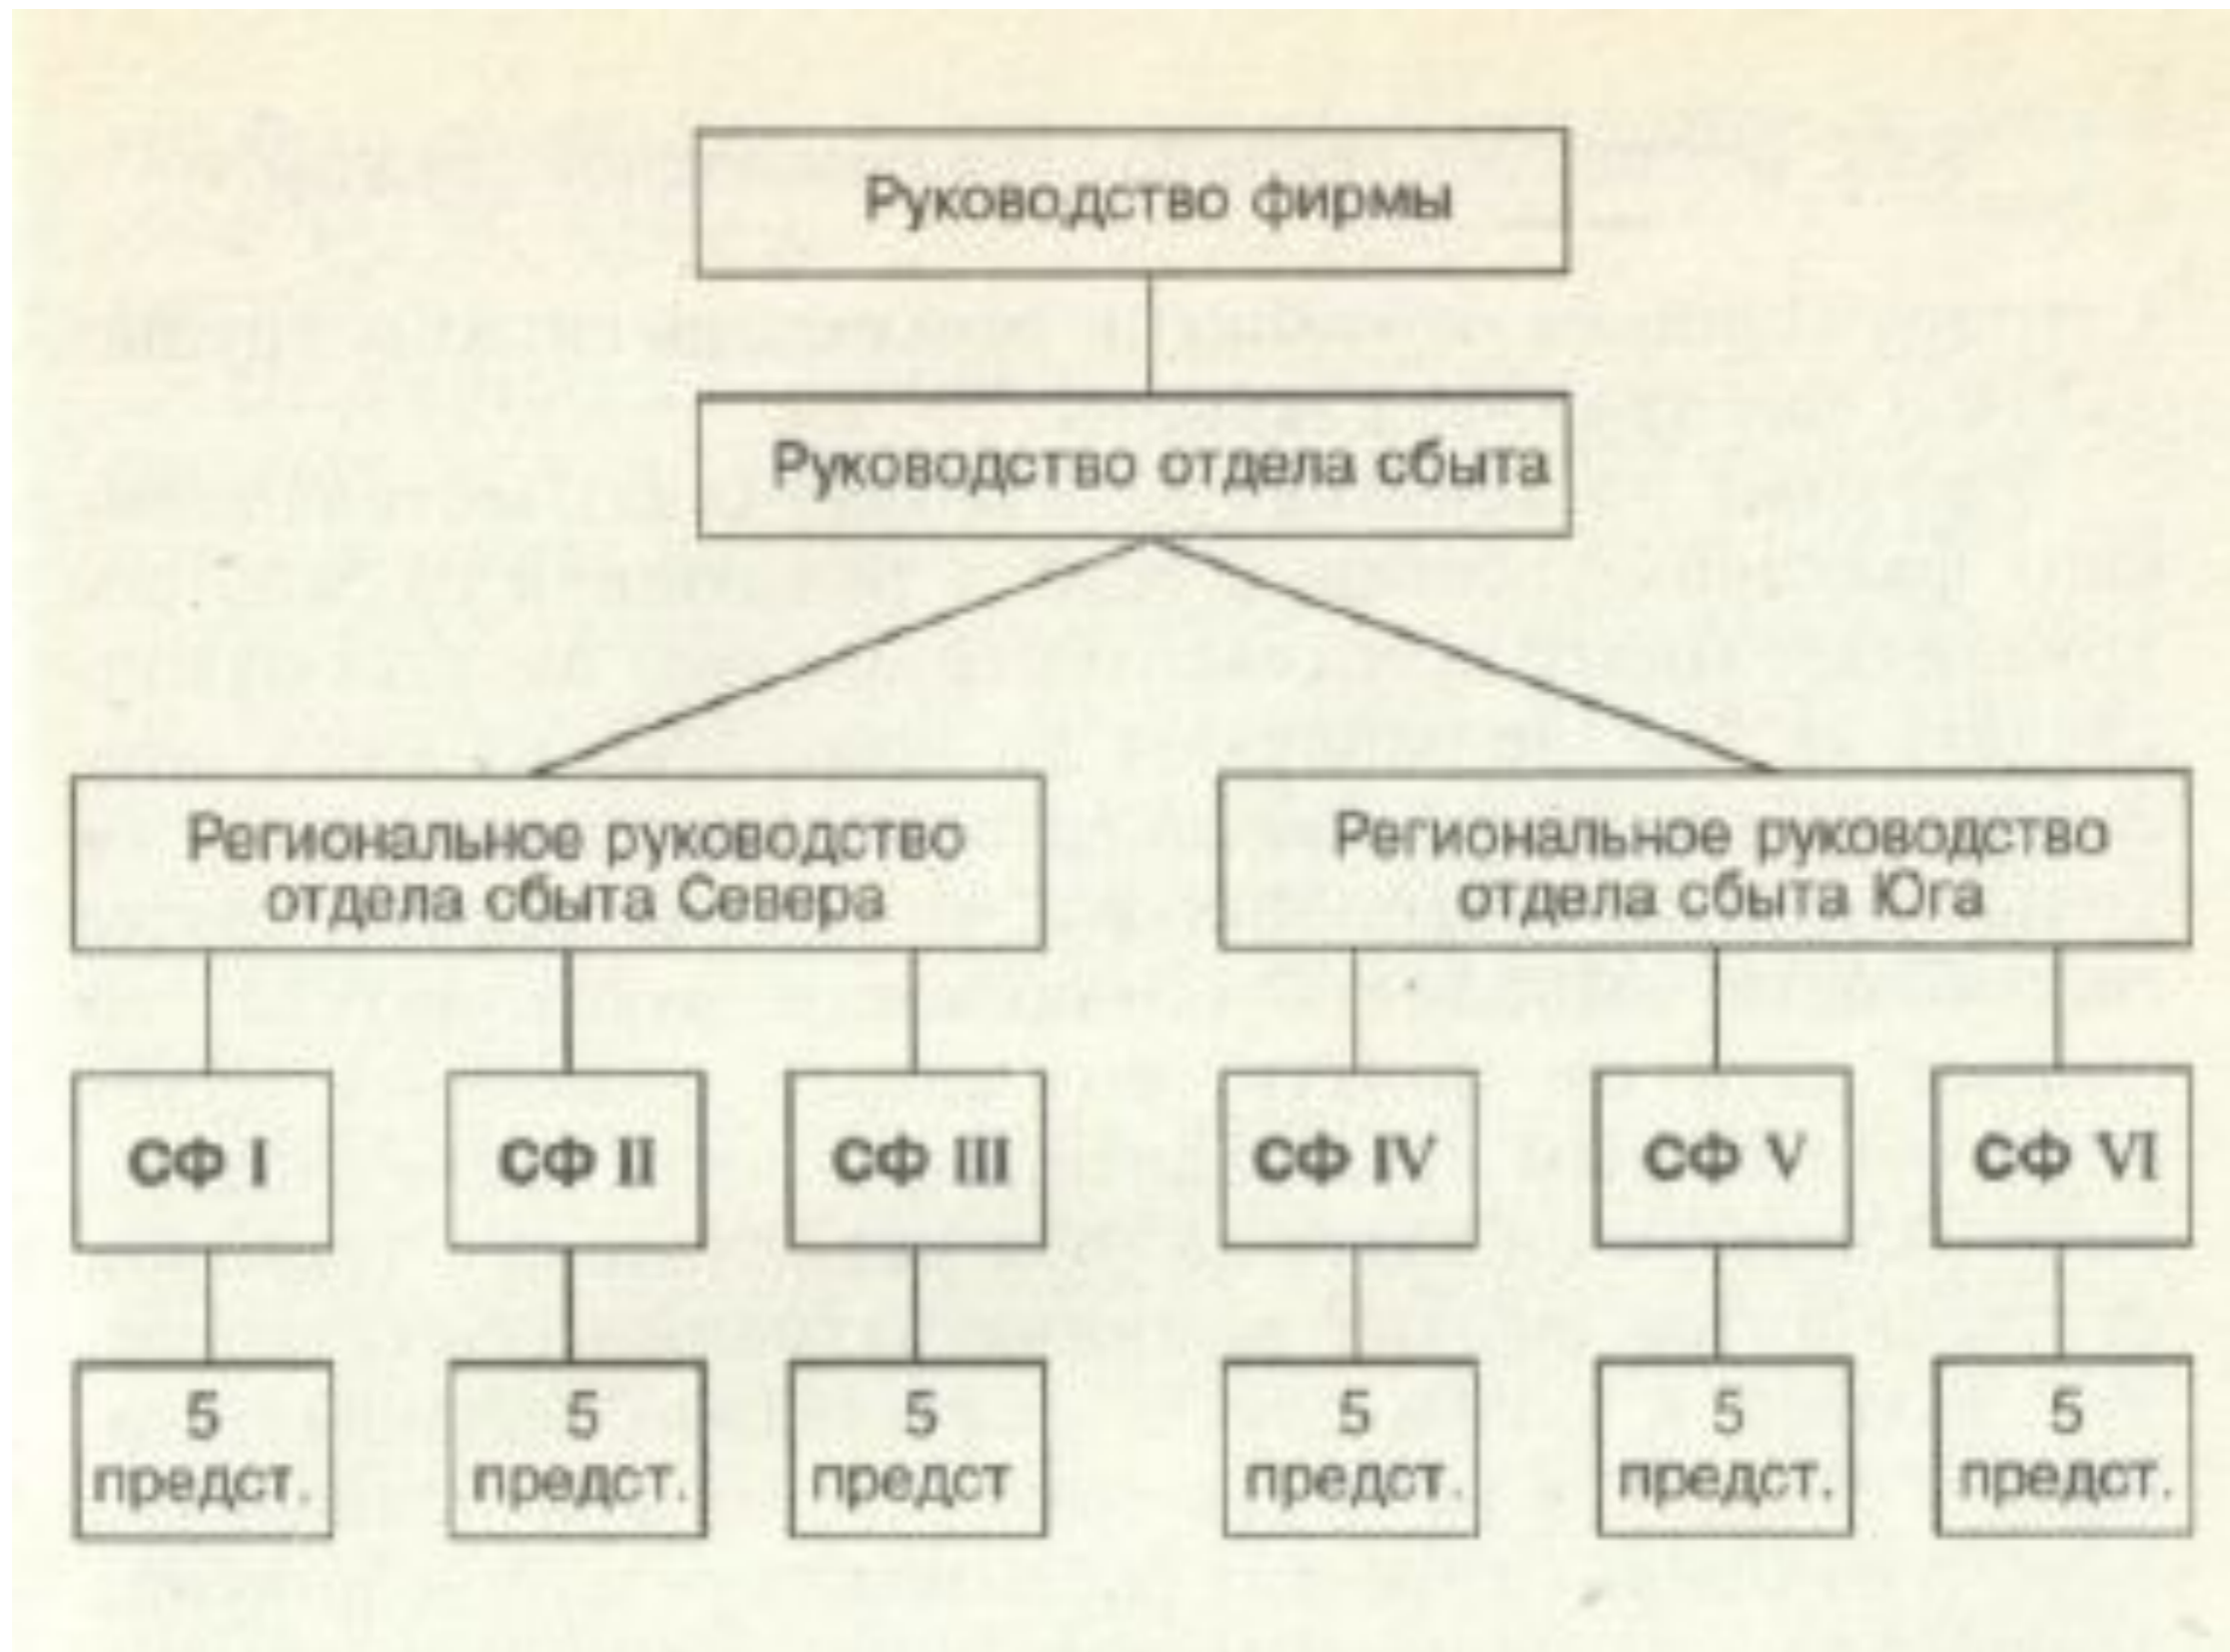 Руководство фирмы
Руководство отдела сбыта
Региональное руководство
отдела сбыта Севера
Региональное руководство
отдела сбыта Юга
СФ I
СФ II
СФ III
СФ IV
СФ V
СФ VI
5
предст.
5
предст.
5
предст
5
предст.
5
предст.
5
предст.